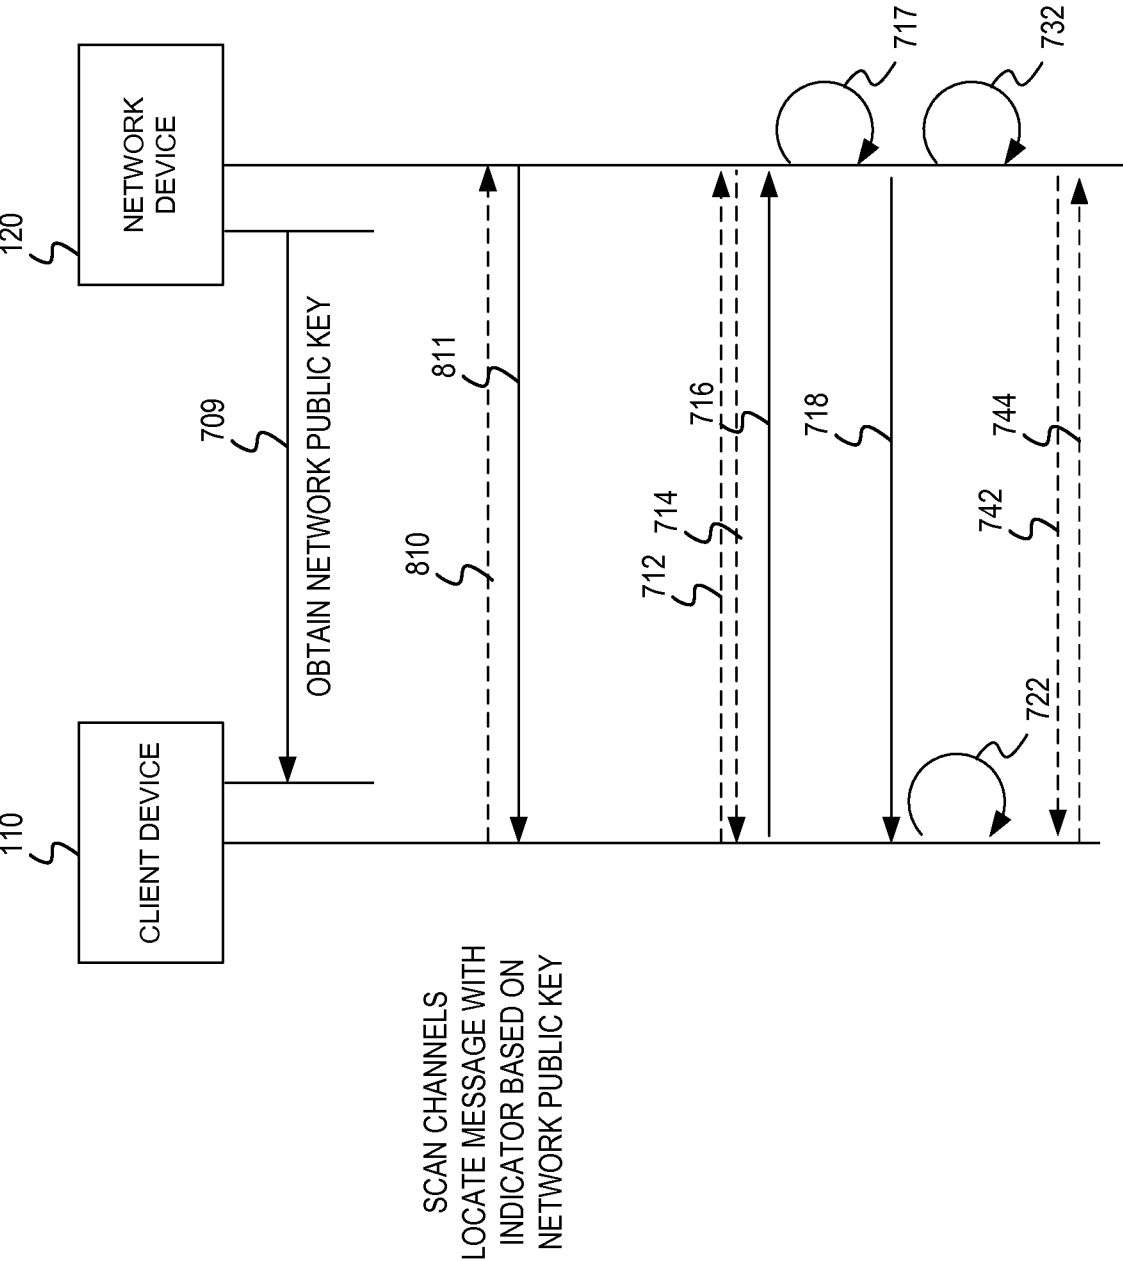 110
CLIENT DEVICE
120
NETWORK
DEVICE
709
OBTAIN NETWORK PUBLIC KEY
SCAN CHANNELS
LOCATE MESSAGE WITH
INDICATOR BASED ON
NETWORK PUBLIC KEY
810
811
712
714
716
717
718
722
732
742
744